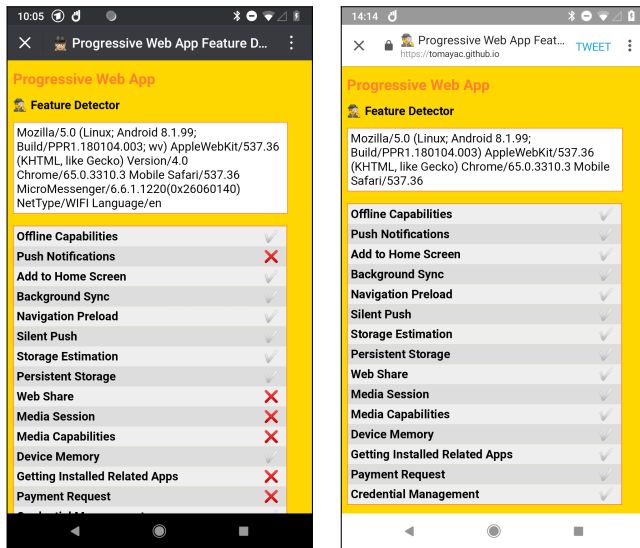 10:05
Progressive Web App Feature D...
Progressive Web App
Feature Detector
Mozilla/5.0 (Linux; Android 8.1.99;
Build/PPR1.180104.003; wv) AppleWebKit/537.36
(KHTML, like Gecko) Version/4.0
Chrome/65.0.3310.3 Mobile Safari/537.36
MicroMessenger/6.6.1.1220(0x26060140)
NetType/WIFI Language/en
Offline Capabilities
Push Notifications
Add to Home Screen
Background Sync
Navigation Preload
Silent Push
Storage Estimation
Persistent Storage
Web Share
Media Session
Media Capabilities
Device Memory
Getting Installed Related Apps
Payment Request
14:14
Progressive Web App Feat...
https://tomayac.github.io
TWEET
Progressive Web App
Feature Detector
Mozilla/5.0 (Linux; Android 8.1.99;
Build/PPR1.180104.003) AppleWebKit/537.36
(KHTML, like Gecko) Chrome/65.0.3310.3 Mobile
Safari/537.36
Offline Capabilities
Push Notifications
Add to Home Screen
Background Sync
Navigation Preload
Silent Push
Storage Estimation
Persistent Storage
Web Share
Media Session
Media Capabilities
Device Memory
Getting Installed Related Apps
Payment Request
Credential Management